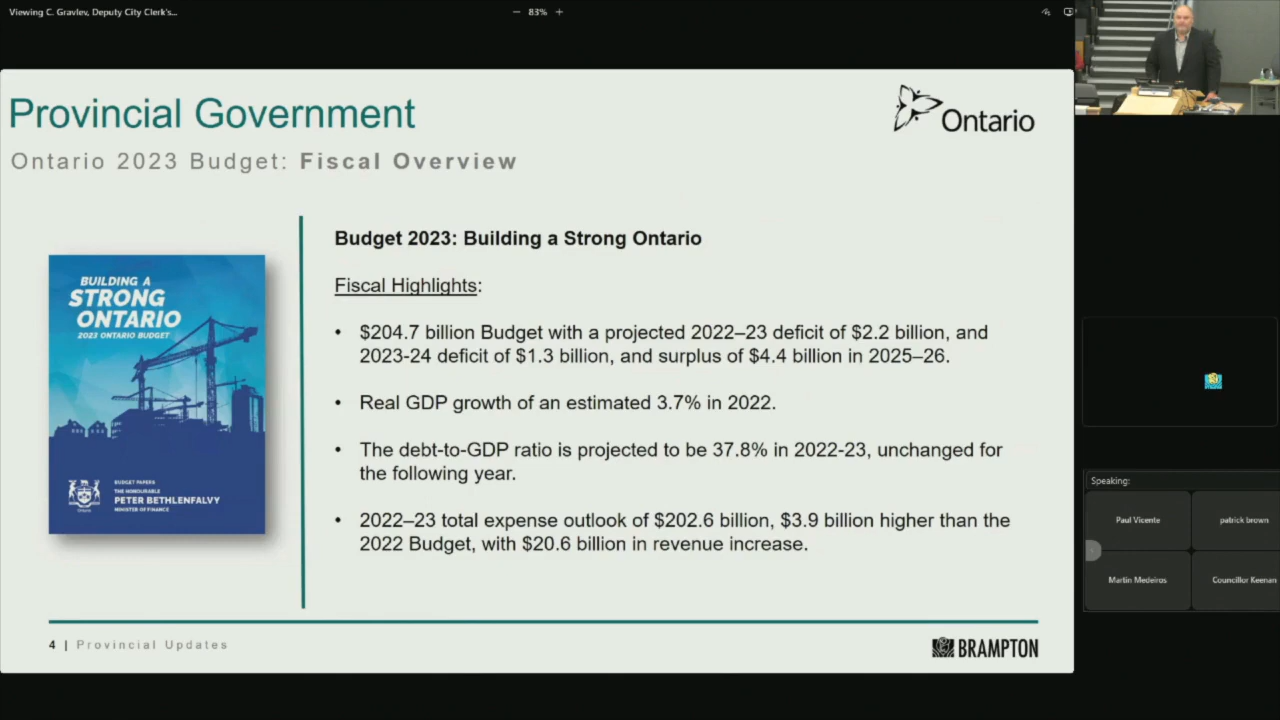 Viewing C. Gravlev, Deputy City Clerk's...
— 83% +
Provincial Government
Ontario
Ontario 2023 Budget: Fiscal Overview
BUILDING A
STRONG
ONTARIO
2023 ONTARIO BUDGET
BUDGET PAPERS
THE HONOURABLE
PETER BETHLENFALVY
MINISTER OF FINANCE
Ontario
Budget 2023: Building a Strong Ontario
Fiscal Highlights:
• $204.7 billion Budget with a projected 2022–23 deficit of $2.2 billion, and
2023-24 deficit of $1.3 billion, and surplus of $4.4 billion in 2025–26.
• Real GDP growth of an estimated 3.7% in 2022.
• The debt-to-GDP ratio is projected to be 37.8% in 2022-23, unchanged for
the following year.
• 2022–23 total expense outlook of $202.6 billion, $3.9 billion higher than the
2022 Budget, with $20.6 billion in revenue increase.
4 | Provincial Updates
BRAMPTON
Speaking:
Paul Vicente
patrick brown
Martin Medeiros
Councillor Keenan